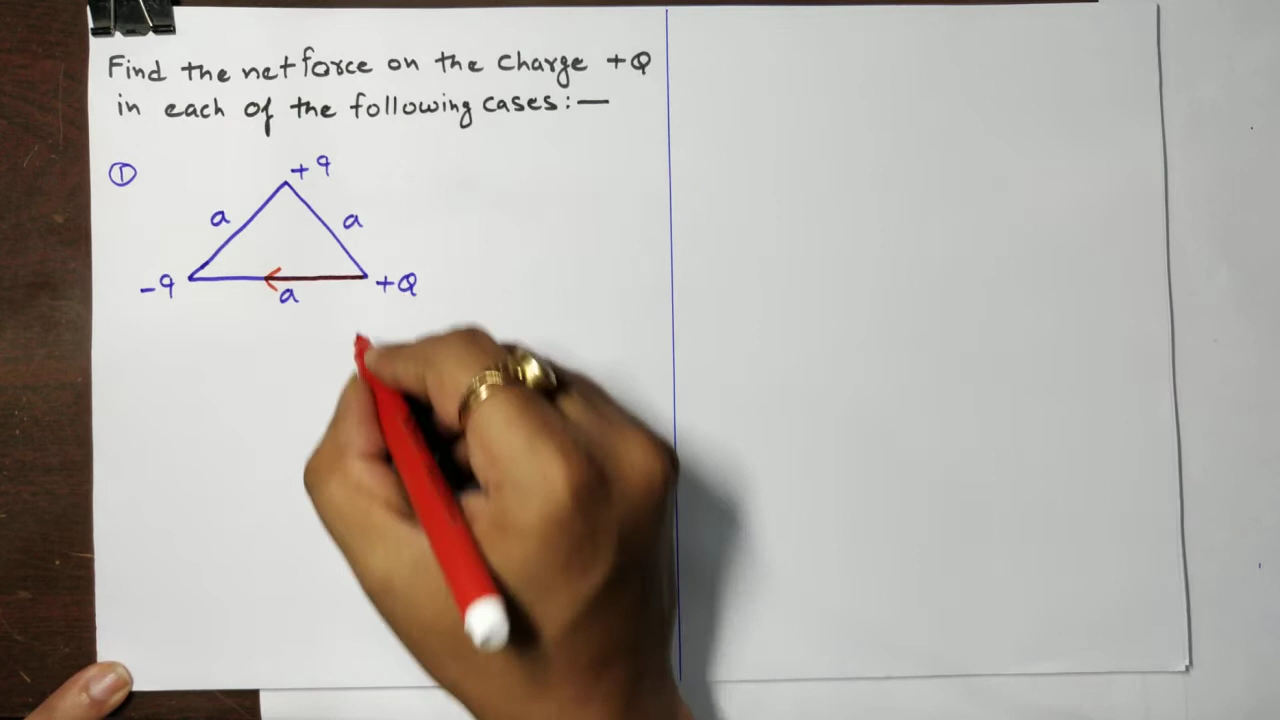 Find the net force on the charge +Q
in each of the following cases:—
①
+q
a
a
-q
a
+Q